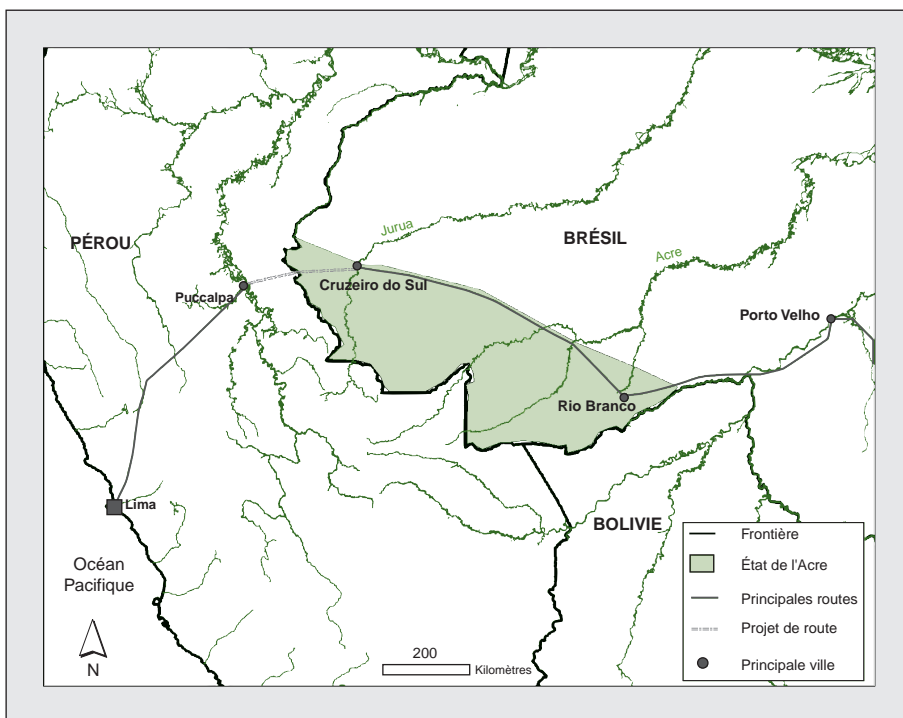 Jurua
BRÉSIL
PÉROU
Acre
Cruzeiro do Sul
Puccalpa
Porto Velho
Rio Branco
Lima
BOLIVIE
Océan
Pacifique
N
200
Kilomètres
Frontière
État de l'Acre
Principales routes
Projet de route
Principale ville